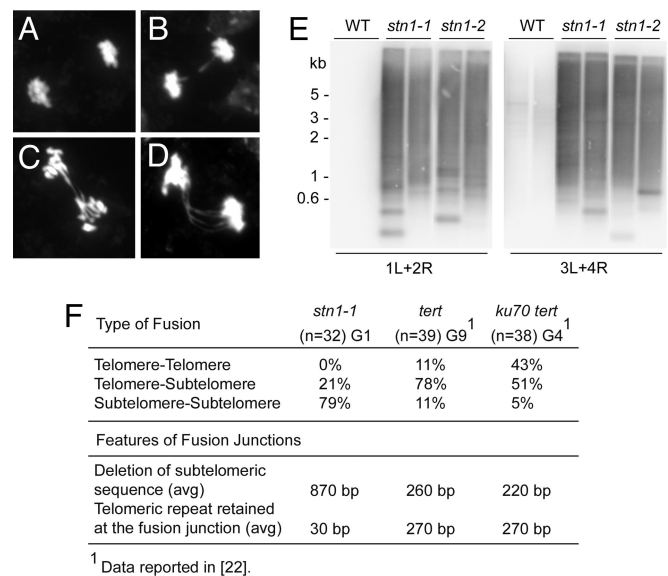 A
B
C
D
E
WT stn1-1 stn1-2
WT stn1-1 stn1-2
kb
5 -
3 -
2 -
1 -
0.6 -
1L+2R
3L+4R
F
Type of Fusion
stn1-1 tert ku70 tert
(n=32) G1 (n=39) G9¹ (n=38) G4¹
Telomere-Telomere 0% 11% 43%
Telomere-Subtelomere 21% 78% 51%
Subtelomere-Subtelomere 79% 11% 5%
Features of Fusion Junctions
Deletion of subtelomeric
sequence (avg) 870 bp 260 bp 220 bp
Telomeric repeat retained
at the fusion junction (avg) 30 bp 270 bp 270 bp
¹ Data reported in [22].